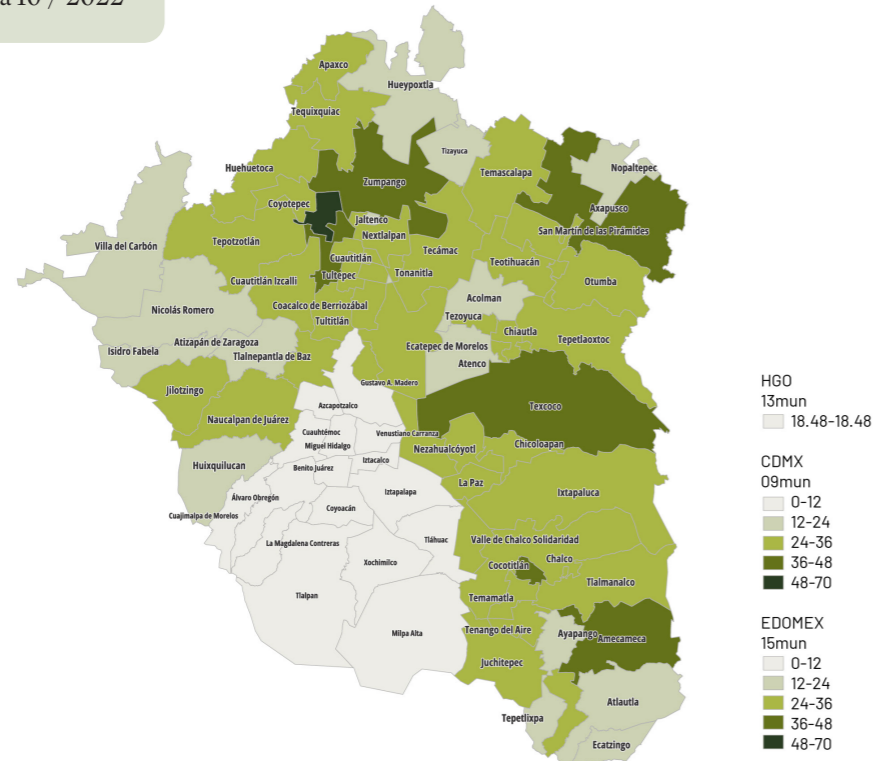 a 16 / 2022
Apaxco
Hueypoxtla
Tequixquiac
Tizayuca
Huehuetoca
Zumpango
Temascalapa
Nopaltepec
Coyotepec
Axapusco
Jaltenco
San Martín de las Pirámides
Villa del Carbón
Tepotzotlán
Nextlalpan
Tecámac
Cuautitlán
Teotihuacán
Tultepec
Tonanitla
Cuautitlán Izcalli
Otumba
Acolman
Nicolás Romero
Coacalco de Berriozábal
Tezoyuca
Tultitlán
Chiautla
Atizapán de Zaragoza
Ecatepec de Morelos
Tepetlaoxtoc
Isidro Fabela
Tlalnepantla de Baz
Atenco
Gustavo A. Madero
Jilotzingo
Azcapotzalco
Texcoco
Naucalpan de Juárez
Cuauhtémoc
Venustiano Carranza
Miguel Hidalgo
Chicoloapan
Nezahualcóyotl
Iztacalco
Huixquilucan
Benito Juárez
La Paz
Iztapalapa
Ixtapaluca
Álvaro Obregón
Coyoacán
Cuajimalpa de Morelos
La Magdalena Contreras
Tláhuac
Valle de Chalco Solidaridad
Xochimilco
Chalco
Cocotitlán
Tlalmanalco
Tlalpan
Temamatla
Milpa Alta
Tenango del Aire
Ayapango
Amecameca
Juchitepec
Atlautla
Tepetlixpa
Ecatzingo
HGO
13mun
18.48-18.48
CDMX
09mun
0-12
12-24
24-36
36-48
48-70
EDOMEX
15mun
0-12
12-24
24-36
36-48
48-70